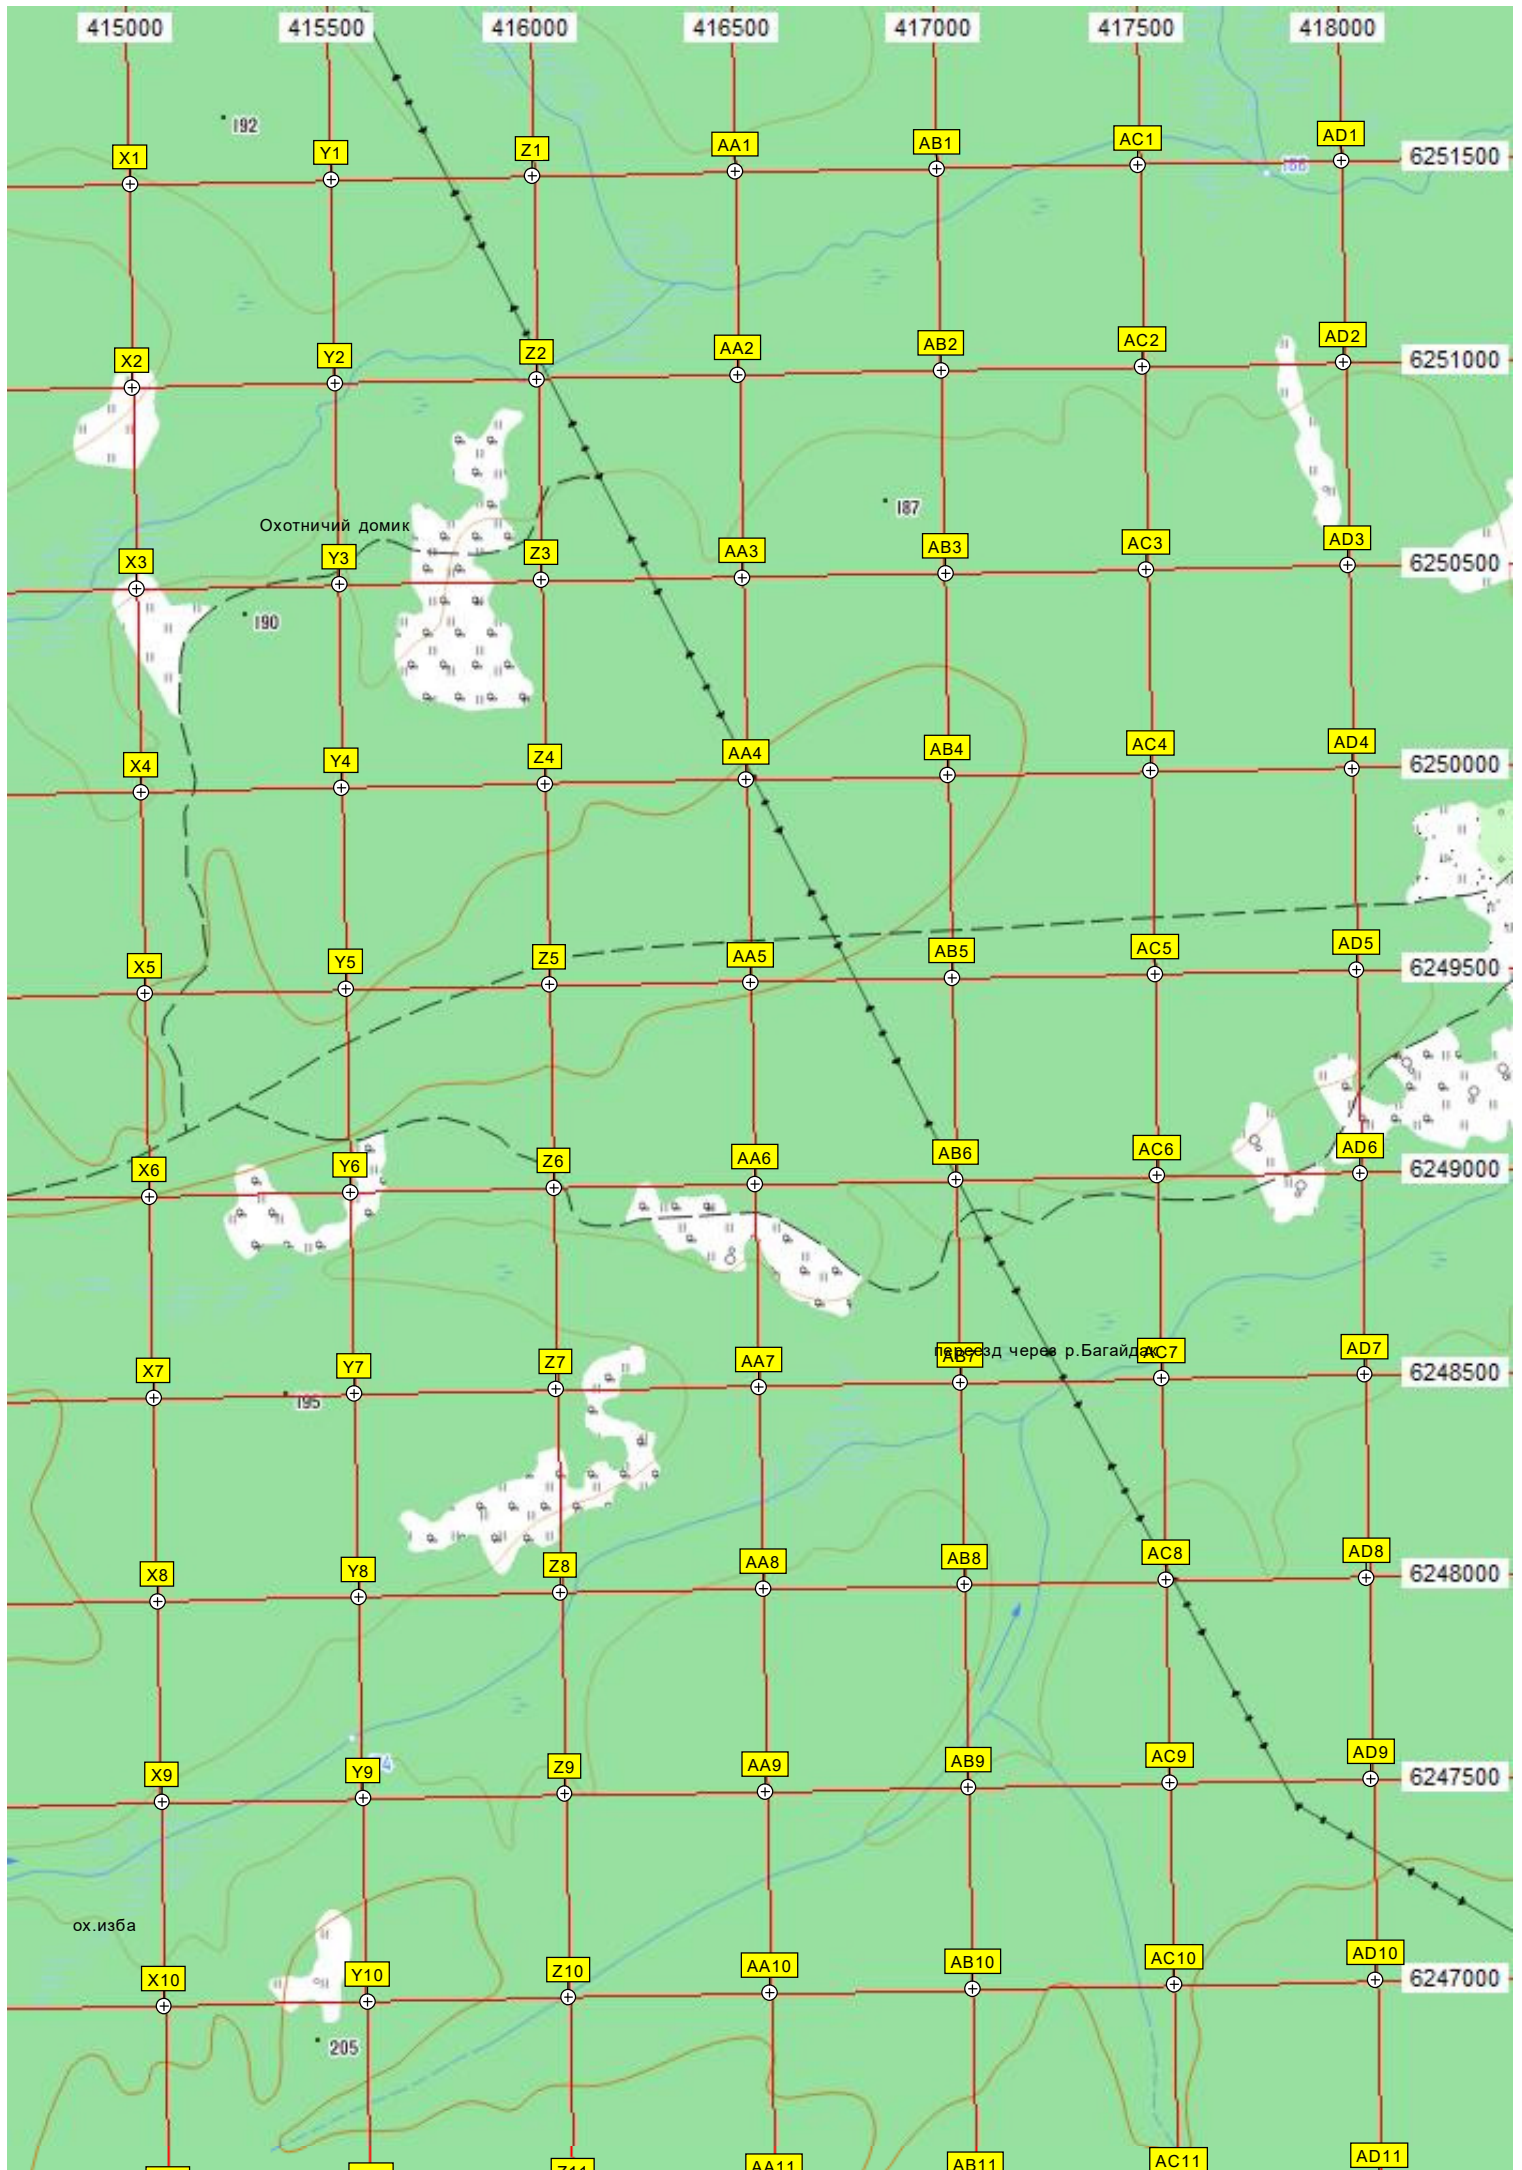 415000 415500 416000 416500 417000 417500 418000
192
X1 Y1 Z1 AA1 AB1 AC1 AD1 6251500
X2 Y2 Z2 AA2 AB2 AC2 AD2 6251000
187
Охотничий домик
X3 Y3 Z3 AA3 AB3 AC3 AD3 6250500
190
X4 Y4 Z4 AA4 AB4 AC4 AD4 6250000
X5 Y5 Z5 AA5 AB5 AC5 AD5 6249500
X6 Y6 Z6 AA6 AB6 AC6 AD6 6249000
переезд через р.Багайдак
X7 Y7 Z7 AA7 AB7 AC7 AD7 6248500
195
X8 Y8 Z8 AA8 AB8 AC8 AD8 6248000
X9 Y9 Z9 AA9 AB9 AC9 AD9 6247500
ох.изба
X10 Y10 Z10 AA10 AB10 AC10 AD10 6247000
205
Z11 AA11 AB11 AC11 AD11